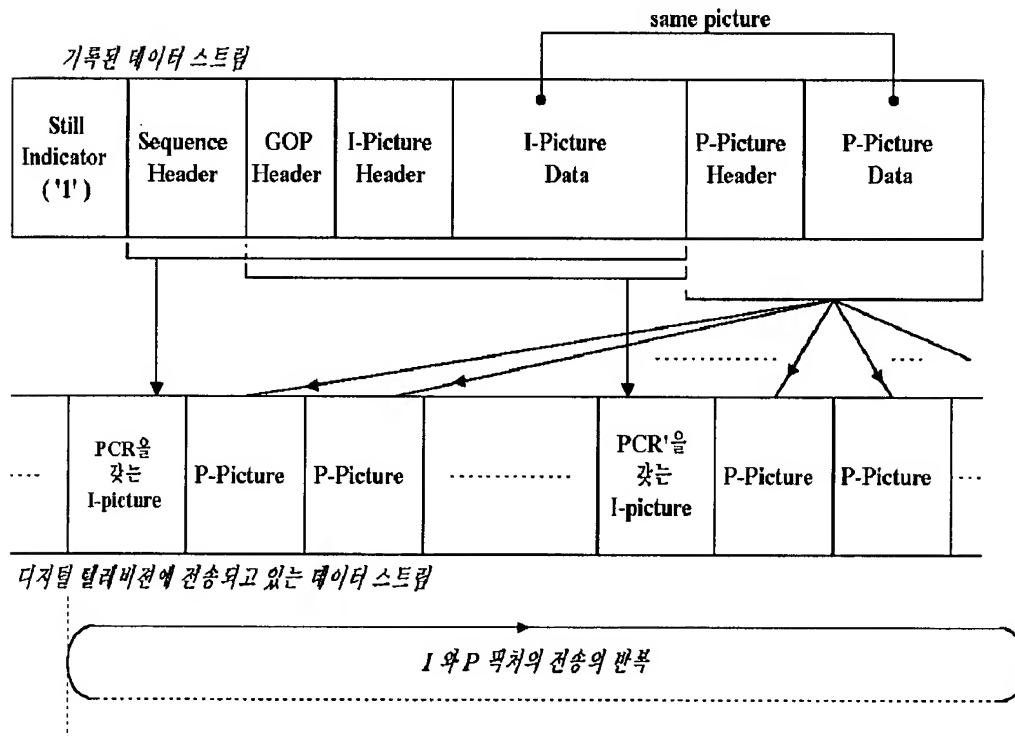 same picture
기록된 데이터 스트림
Still
Indicator
('1')
Sequence
Header
GOP
Header
I-Picture
Header
I-Picture
Data
P-Picture
Header
P-Picture
Data
PCR을
갖는
I-picture
P-Picture
P-Picture
PCR'을
갖는
I-picture
P-Picture
P-Picture
디지털 텔레비전에 전송되고 있는 데이터 스트림
I 와 P 픽처의 전송의 반복